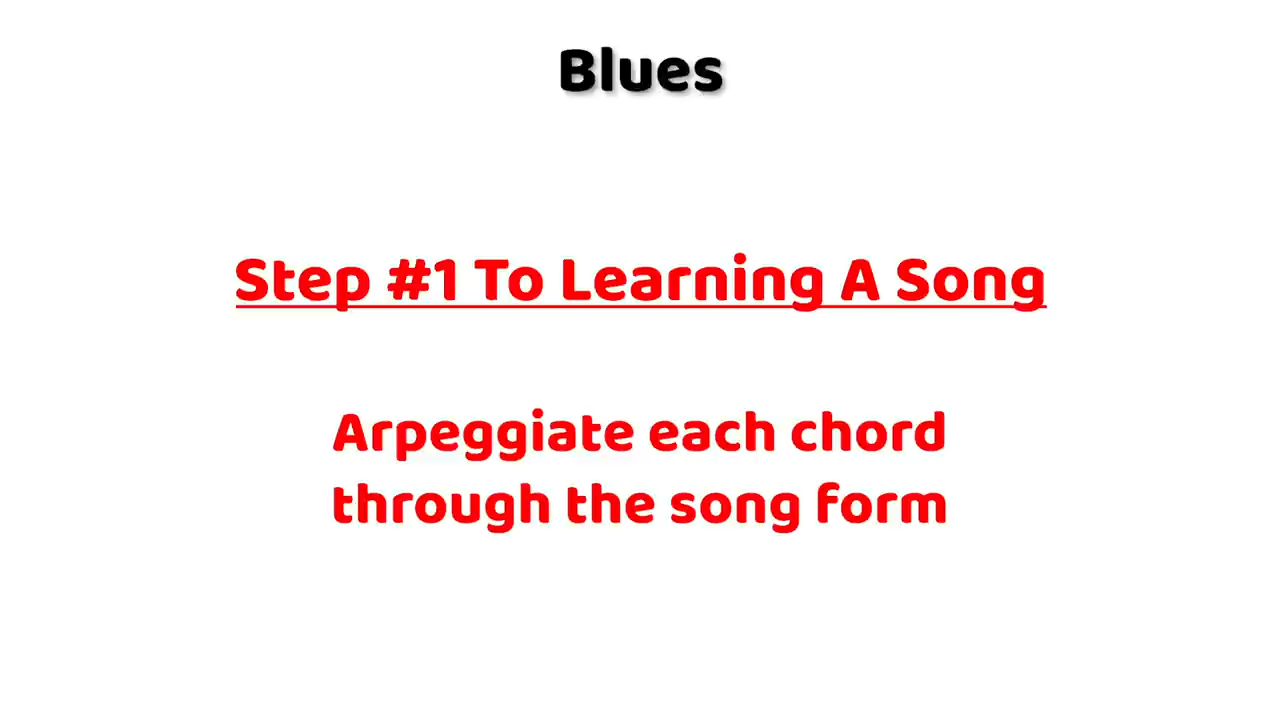 Blues
Step #1 To Learning A Song
Arpeggiate each chord
through the song form